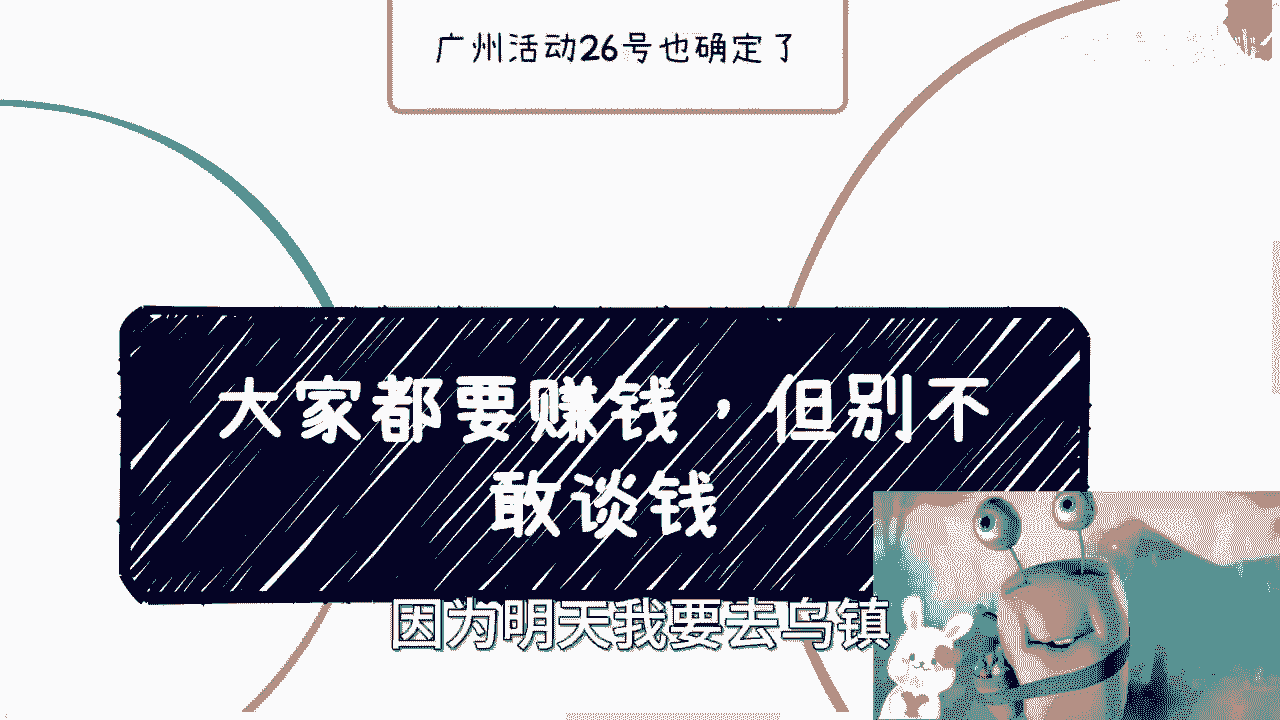 广州活动26号也确定了
大家都要赚钱，但别不
敢谈钱
因为明天我要去乌镇